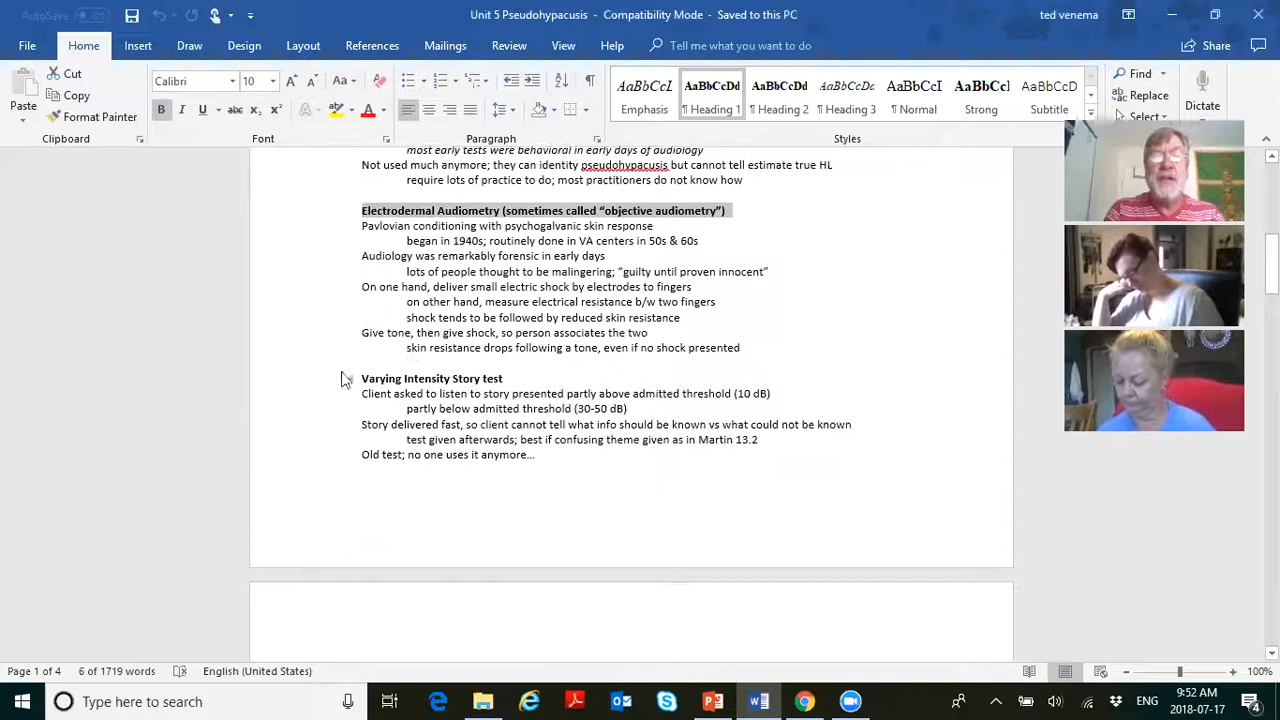 AutoSave Off
Unit 5 Pseudohypacusis - Compatibility Mode - Saved to this PC
ted venema
File Home Insert Draw Design Layout References Mailings Review View Help Tell me what you want to do Share
Paste
Cut
Copy
Format Painter
Calibri 10
Emphasis ¶ Heading 1 ¶ Heading 2 ¶ Heading 3 ¶ Normal Strong Subtitle
Find
Replace
Select
Dictate
Clipboard Font Paragraph Styles
most early tests were behavioral in early days of audiology
Not used much anymore; they can identity pseudohypacusis but cannot tell estimate true HL
require lots of practice to do; most practitioners do not know how
Electrodermal Audiometry (sometimes called “objective audiometry”)
Pavlovian conditioning with psychogalvanic skin response
began in 1940s; routinely done in VA centers in 50s & 60s
Audiology was remarkably forensic in early days
lots of people thought to be malingering; “guilty until proven innocent”
On one hand, deliver small electric shock by electrodes to fingers
on other hand, measure electrical resistance b/w two fingers
shock tends to be followed by reduced skin resistance
Give tone, then give shock, so person associates the two
skin resistance drops following a tone, even if no shock presented
Varying Intensity Story test
Client asked to listen to story presented partly above admitted threshold (10 dB)
partly below admitted threshold (30-50 dB)
Story delivered fast, so client cannot tell what info should be known vs what could not be known
test given afterwards; best if confusing theme given as in Martin 13.2
Old test; no one uses it anymore...
Page 1 of 4 6 of 1719 words English (United States) 100%
Type here to search
ENG
9:52 AM
2018-07-17
4